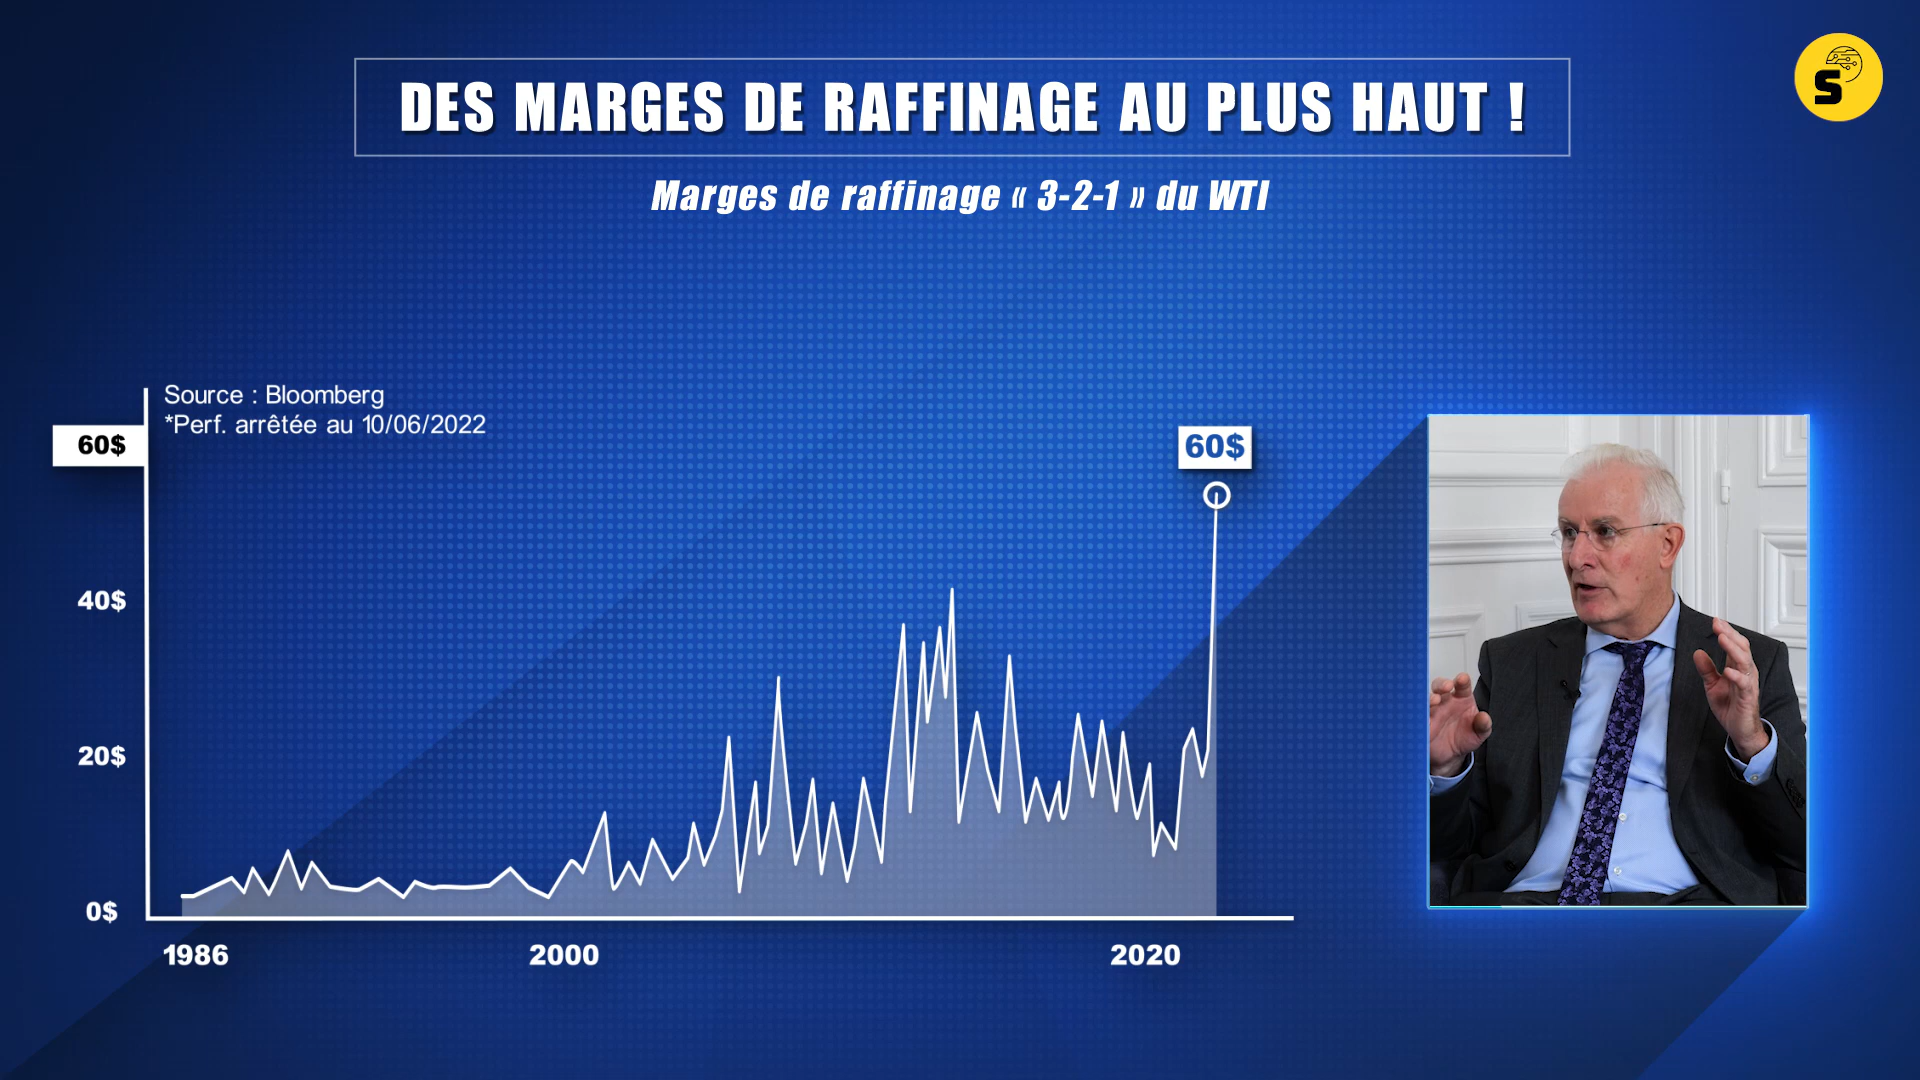 DES MARGES DE RAFFINAGE AU PLUS HAUT !
Marges de raffinage « 3-2-1 » du WTI
S
Source : Bloomberg
*Perf. arrêtée au 10/06/2022
60$
60$
40$
20$
0$
1986
2000
2020